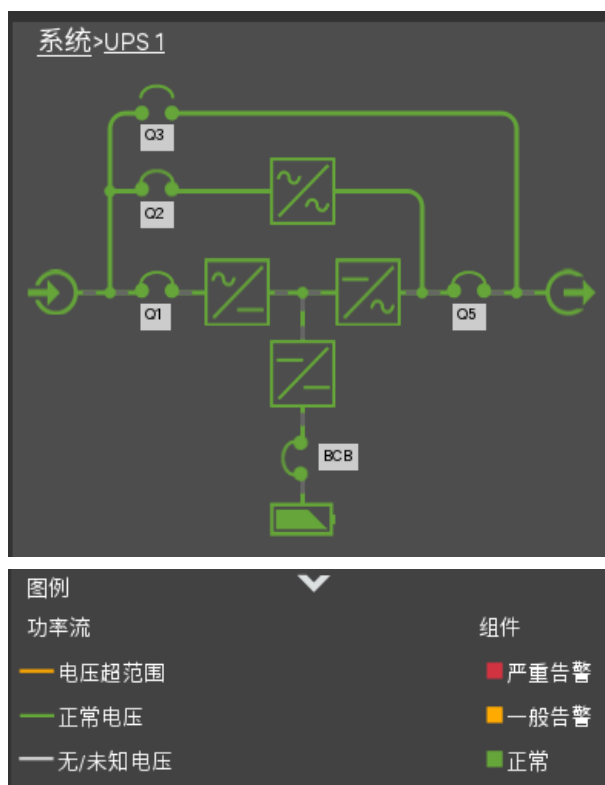 系统>UPS 1
Q3
Q2
Q1
Q5
BCB
图例
功率流
组件
电压超范围
严重告警
正常电压
一般告警
无/未知电压
正常